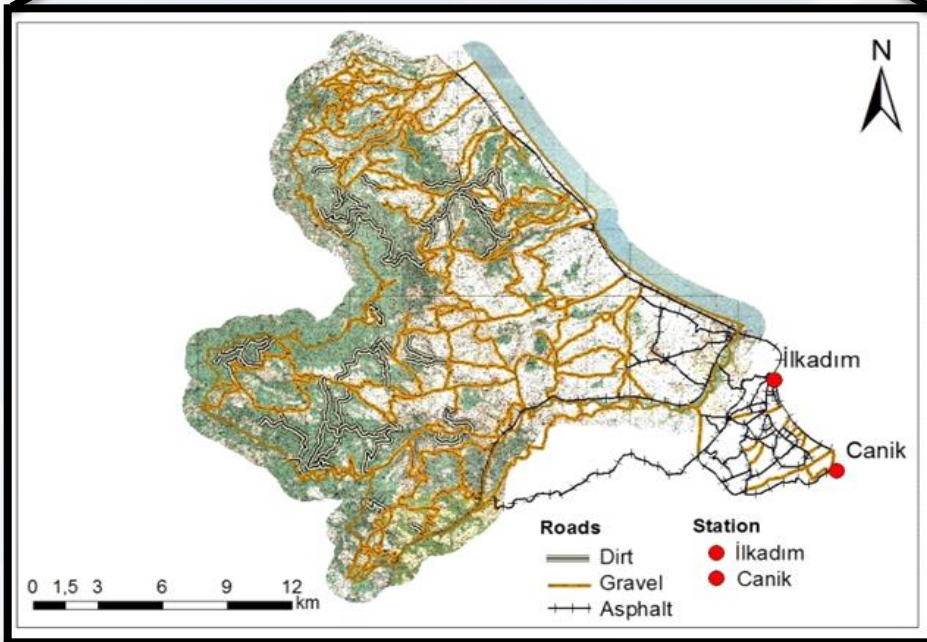 N
İlkadım
Canik
Roads
Dirt
Gravel
Asphalt
Station
İlkadım
Canik
0 1,5 3 6 9 12
km